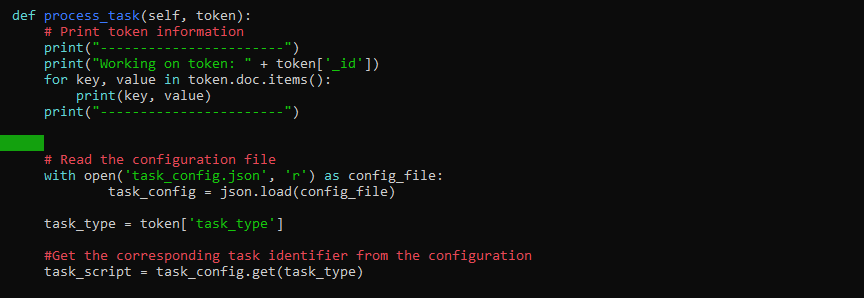 def process_task(self, token):
    # Print token information
    print("-----------------------")
    print("Working on token: " + token['_id'])
    for key, value in token.doc.items():
        print(key, value)
    print("-----------------------")
    # Read the configuration file
    with open('task_config.json', 'r') as config_file:
            task_config = json.load(config_file)
    task_type = token['task_type']
    #Get the corresponding task identifier from the configuration
    task_script = task_config.get(task_type)